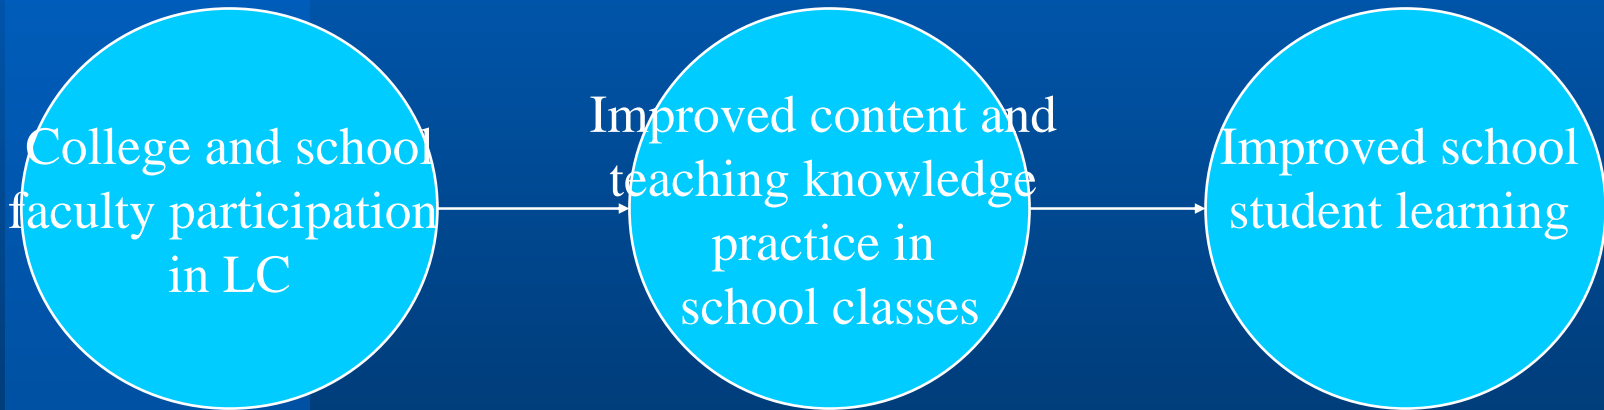 College and school
faculty participation
in LC
Improved content and
teaching knowledge
practice in
school classes
Improved school
student learning